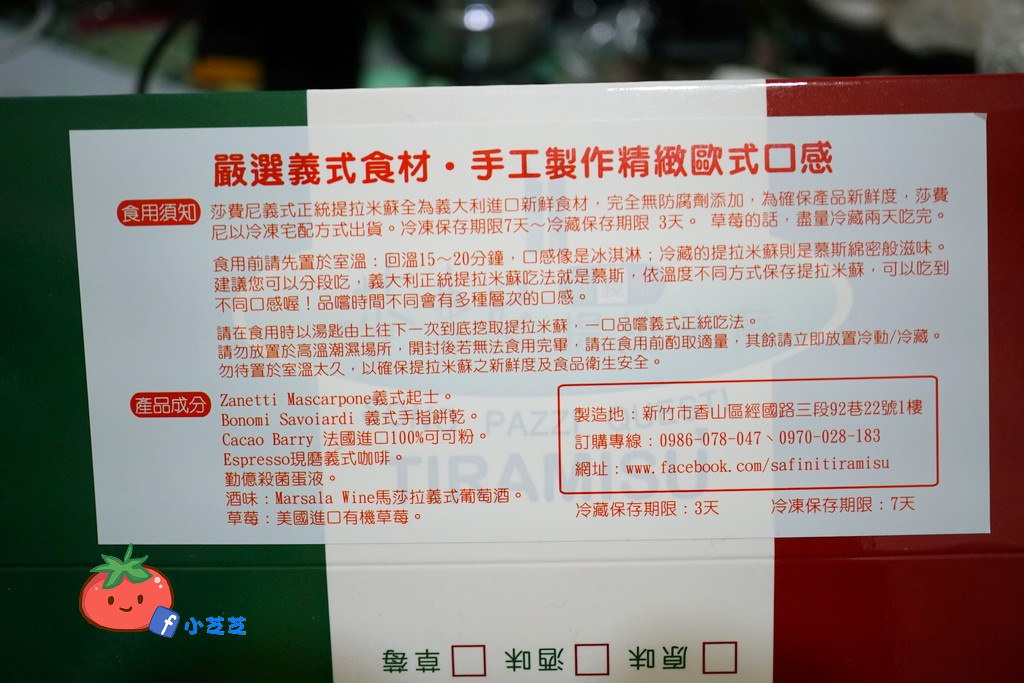 嚴選義式食材·手工製作精緻歐式口感
食用須知
莎費尼義式正統提拉米蘇全為義大利進口新鮮食材，完全無防腐劑添加，為確保產品新鮮度，莎費
尼以冷凍宅配方式出貨。冷凍保存期限7天～冷藏保存期限 3天。 草莓的話，盡量冷藏兩天吃完。
食用前請先置於室溫：回溫15～20分鐘，口感像是冰淇淋；冷藏的提拉米蘇則是慕斯綿密般滋味。
建議您可以分段吃，義大利正統提拉米蘇吃法就是慕斯，依溫度不同方式保存提拉米蘇，可以吃到
不同口感喔！品嚐時間不同會有多種層次的口感。
請在食用時以湯匙由上往下一次到底挖取提拉米蘇，一口品嚐義式正統吃法。
請勿放置於高溫潮濕場所，開封後若無法食用完畢，請在食用前酌取適量，其餘請立即放置冷動/冷藏。
勿待置於室溫太久，以確保提拉米蘇之新鮮度及食品衛生安全。
產品成分
Zanetti Mascarpone義式起士。
Bonomi Savoiardi 義式手指餅乾。
Cacao Barry 法國進口100%可可粉。
Espresso現磨義式咖啡。
勤億殺菌蛋液。
酒味：Marsala Wine馬莎拉義式葡萄酒。
草莓：美國進口有機草莓。
製造地：新竹市香山區經國路三段92巷22號1樓
訂購專線：0986-078-047、0970-028-183
網址：www.facebook.com/safinitiramisu
冷藏保存期限：3天
冷凍保存期限：7天
PAZZI QUESTI
TIRAMISU
f 小芝芝
原味
酒味
草莓